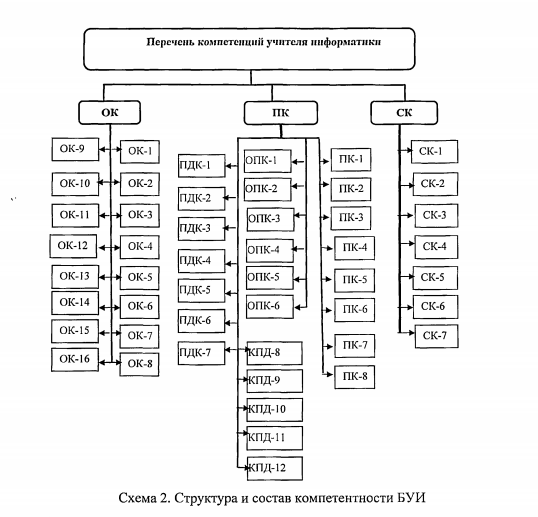 Перечень компетенций учителя информатики
ОК
ПК
СК
ОК-9
ОК-1
ОК-10
ОК-2
ОК-11
ОК-3
ОК-12
ОК-4
ОК-13
ОК-5
ОК-14
ОК-6
ОК-15
ОК-7
ОК-16
ОК-8
ПДК-1
ПДК-2
ПДК-3
ПДК-4
ПДК-5
ПДК-6
ПДК-7
КПД-8
КПД-9
КПД-10
КПД-11
КПД-12
ОПК-1
ОПК-2
ОПК-3
ОПК-4
ОПК-5
ОПК-6
ПК-1
ПК-2
ПК-3
ПК-4
ПК-5
ПК-6
ПК-7
ПК-8
СК-1
СК-2
СК-3
СК-4
СК-5
СК-6
СК-7
Схема 2. Структура и состав компетентности БУИ